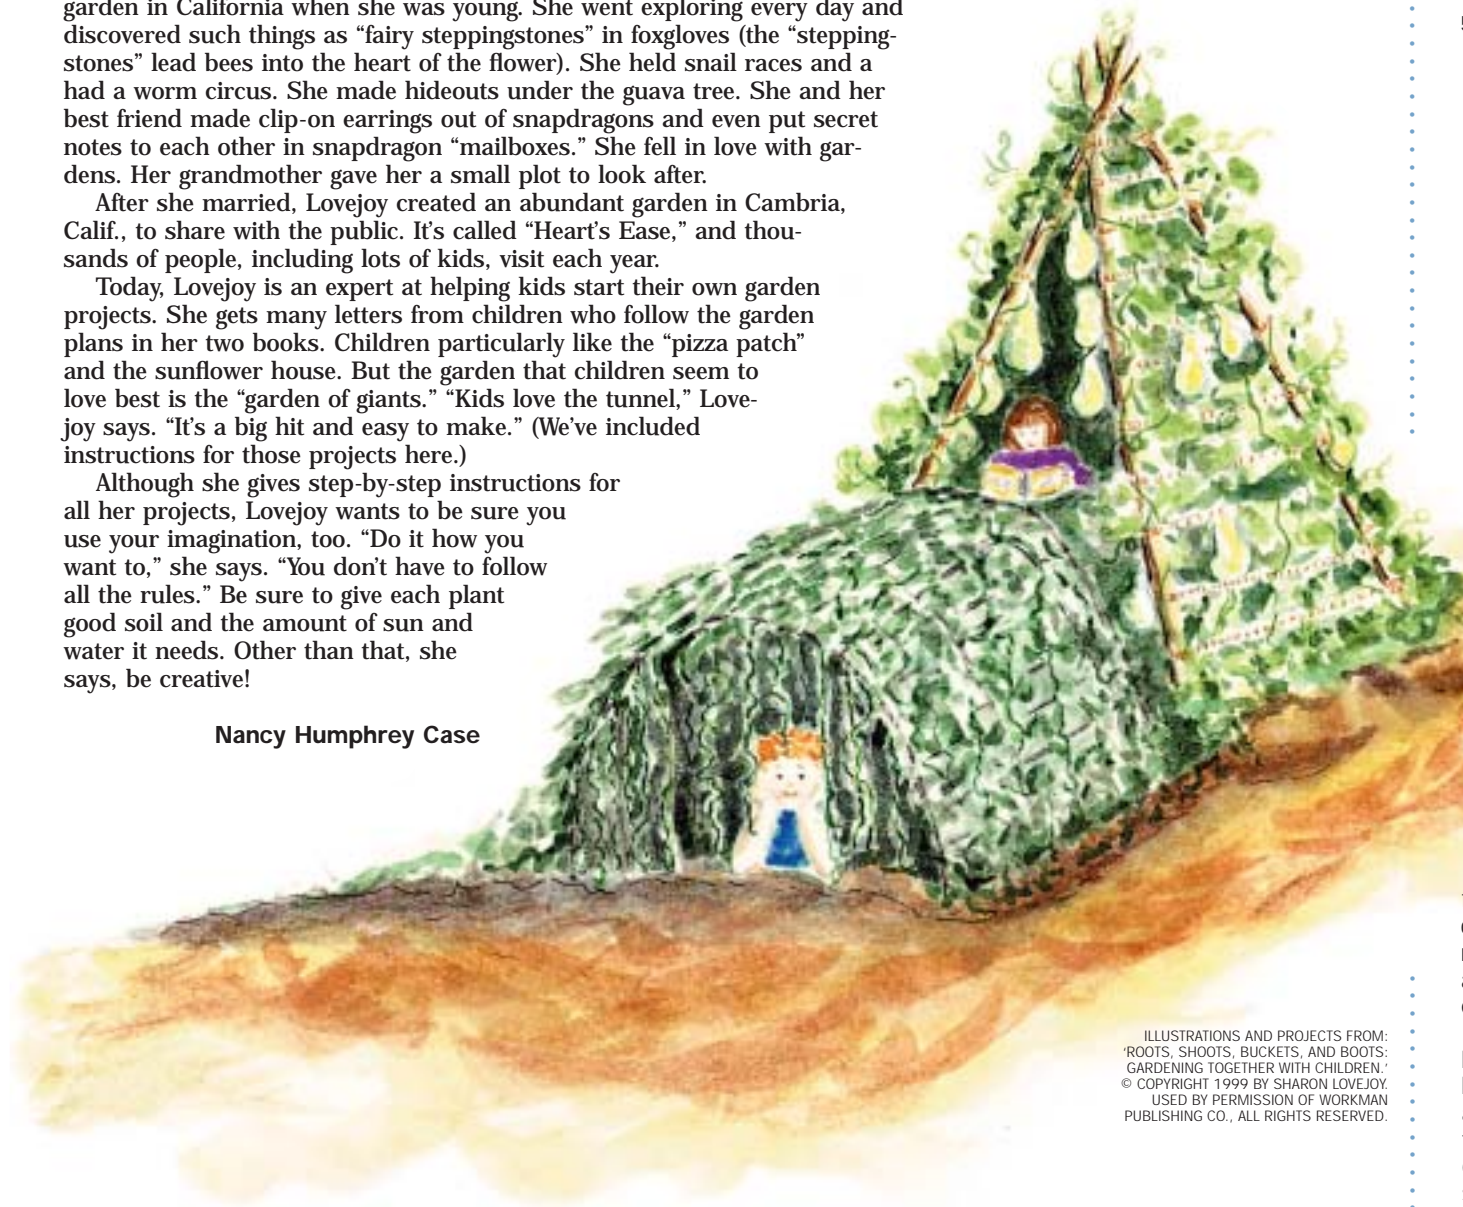 garden in California when she was young. She went exploring every day and
discovered such things as “fairy steppingstones” in foxgloves (the “stepping-
stones” lead bees into the heart of the flower). She held snail races and a
had a worm circus. She made hideouts under the guava tree. She and her
best friend made clip-on earrings out of snapdragons and even put secret
notes to each other in snapdragon “mailboxes.” She fell in love with gar-
dens. Her grandmother gave her a small plot to look after.
After she married, Lovejoy created an abundant garden in Cambria,
Calif., to share with the public. It’s called “Heart’s Ease,” and thou-
sands of people, including lots of kids, visit each year.
Today, Lovejoy is an expert at helping kids start their own garden
projects. She gets many letters from children who follow the garden
plans in her two books. Children particularly like the “pizza patch”
and the sunflower house. But the garden that children seem to
love best is the “garden of giants.” “Kids love the tunnel,” Love-
joy says. “It’s a big hit and easy to make.” (We’ve included
instructions for those projects here.)
Although she gives step-by-step instructions for
all her projects, Lovejoy wants to be sure you
use your imagination, too. “Do it how you
want to,” she says. “You don’t have to follow
all the rules.” Be sure to give each plant
good soil and the amount of sun and
water it needs. Other than that, she
says, be creative!
Nancy Humphrey Case
ILLUSTRATIONS AND PROJECTS FROM:
‘ROOTS, SHOOTS, BUCKETS, AND BOOTS:
GARDENING TOGETHER WITH CHILDREN.’
© COPYRIGHT 1999 BY SHARON LOVEJOY.
USED BY PERMISSION OF WORKMAN
PUBLISHING CO., ALL RIGHTS RESERVED.